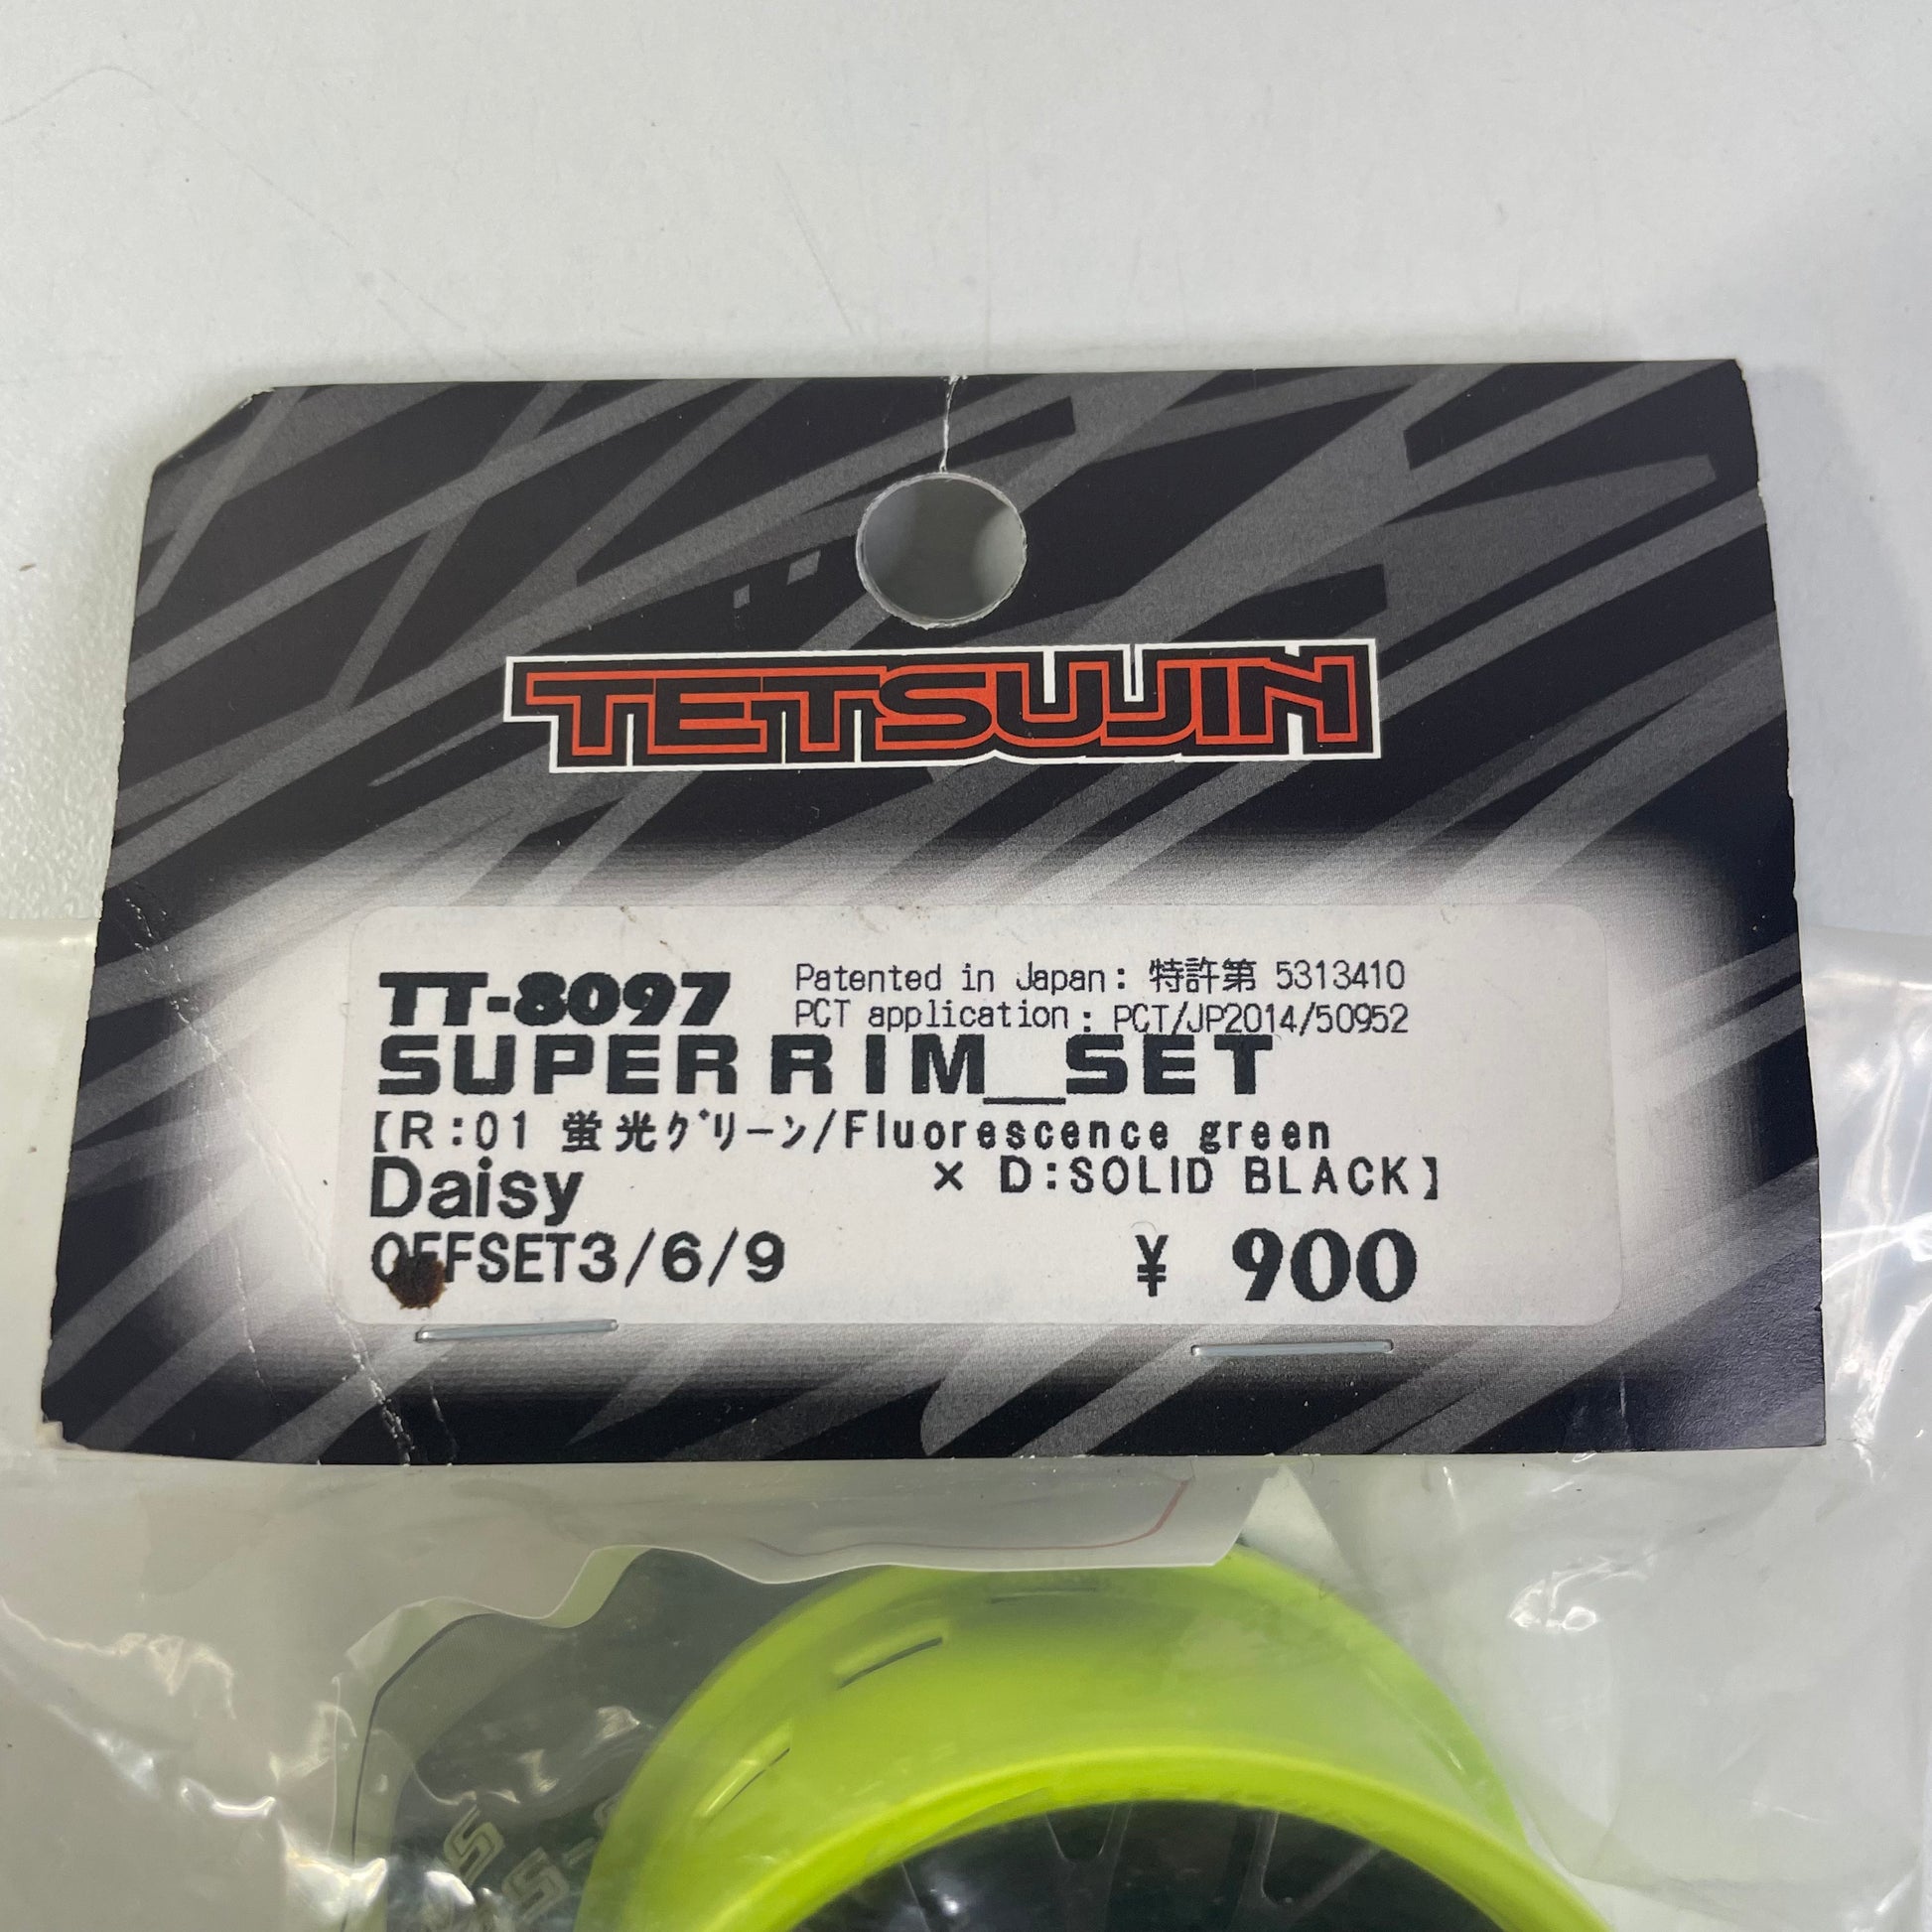 TETSUJIN
TT-8097
Patented in Japan: 特許第 5313410
PCT application: PCT/JP2014/50952
SUPER RIM_SET
【R:01 蛍光ｸﾞﾘｰﾝ/Fluorescence green
× D:SOLID BLACK】
Daisy
OFFSET3/6/9
¥ 900